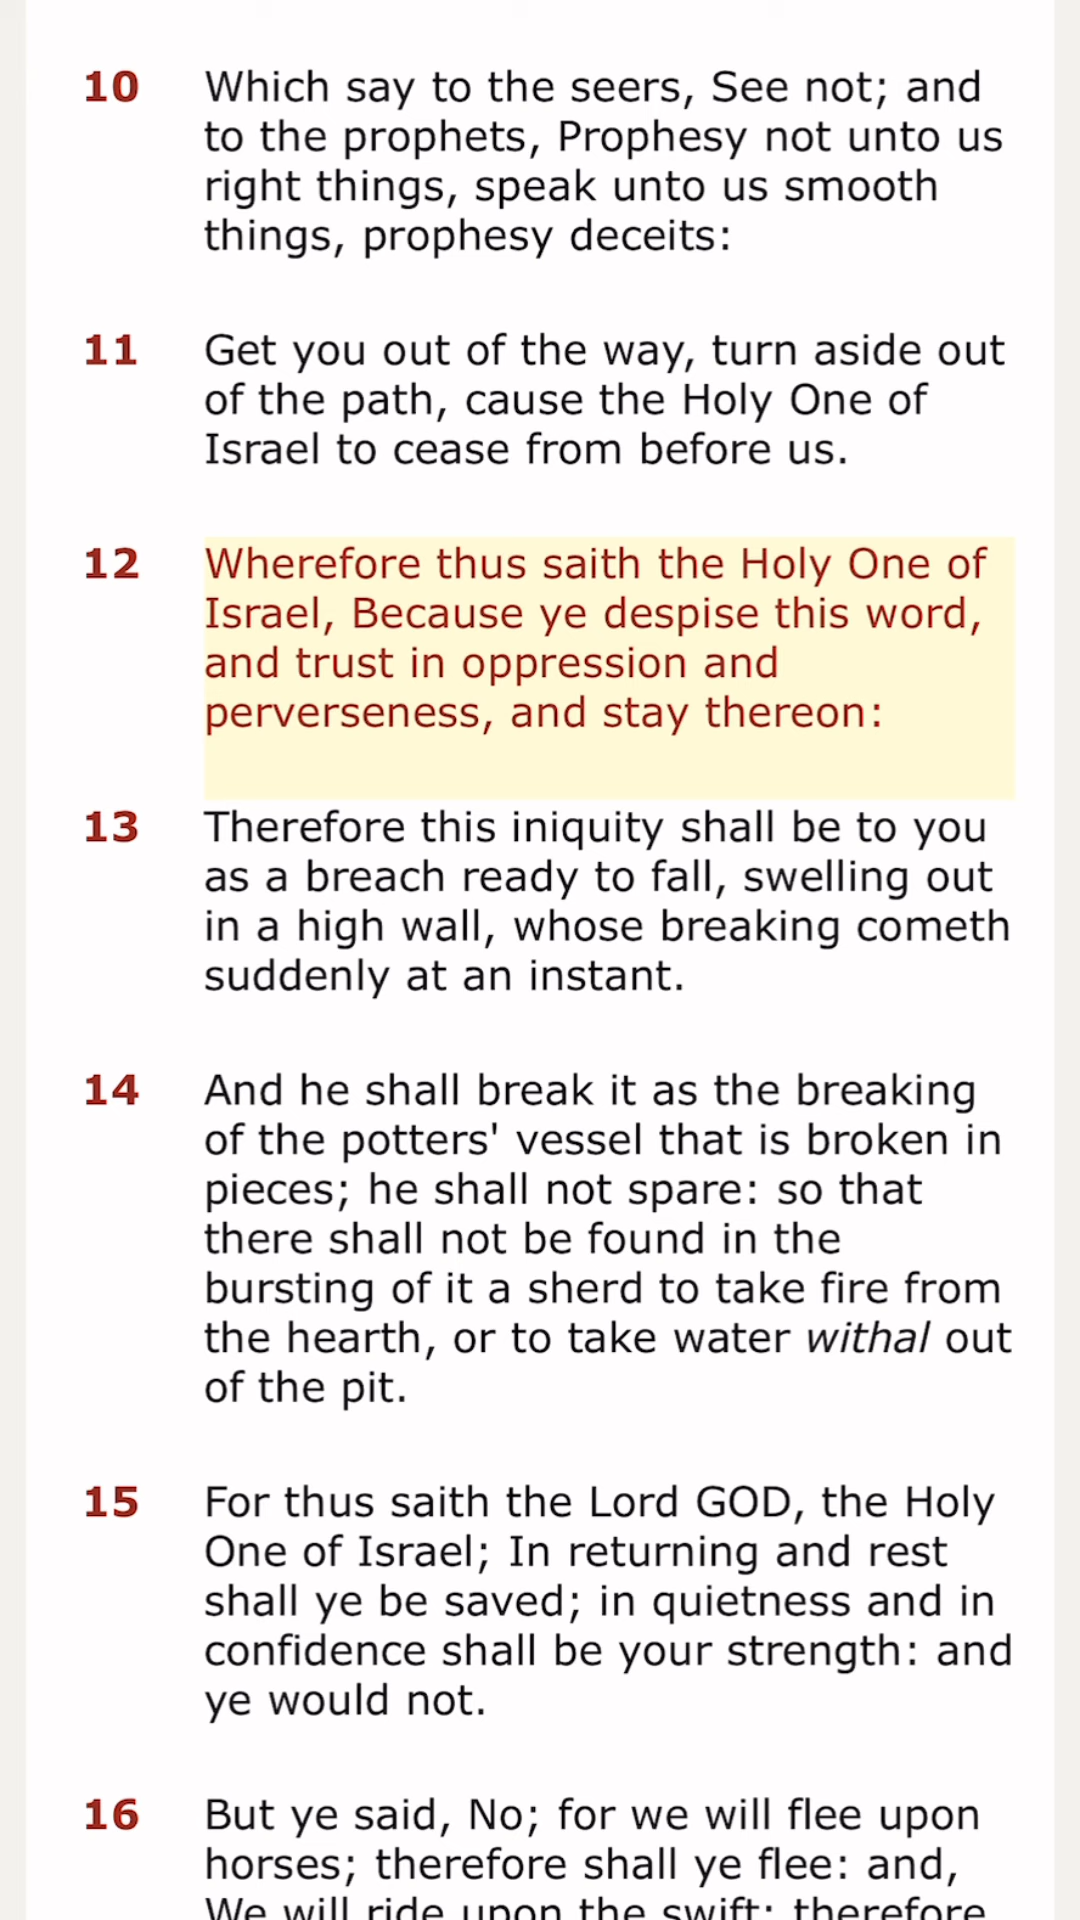 10 Which say to the seers, See not; and
to the prophets, Prophesy not unto us
right things, speak unto us smooth
things, prophesy deceits:
11 Get you out of the way, turn aside out
of the path, cause the Holy One of
Israel to cease from before us.
12 Wherefore thus saith the Holy One of
Israel, Because ye despise this word,
and trust in oppression and
perverseness, and stay thereon:
13 Therefore this iniquity shall be to you
as a breach ready to fall, swelling out
in a high wall, whose breaking cometh
suddenly at an instant.
14 And he shall break it as the breaking
of the potters' vessel that is broken in
pieces; he shall not spare: so that
there shall not be found in the
bursting of it a sherd to take fire from
the hearth, or to take water withal out
of the pit.
15 For thus saith the Lord GOD, the Holy
One of Israel; In returning and rest
shall ye be saved; in quietness and in
confidence shall be your strength: and
ye would not.
16 But ye said, No; for we will flee upon
horses; therefore shall ye flee: and,
We will ride upon the swift; therefore